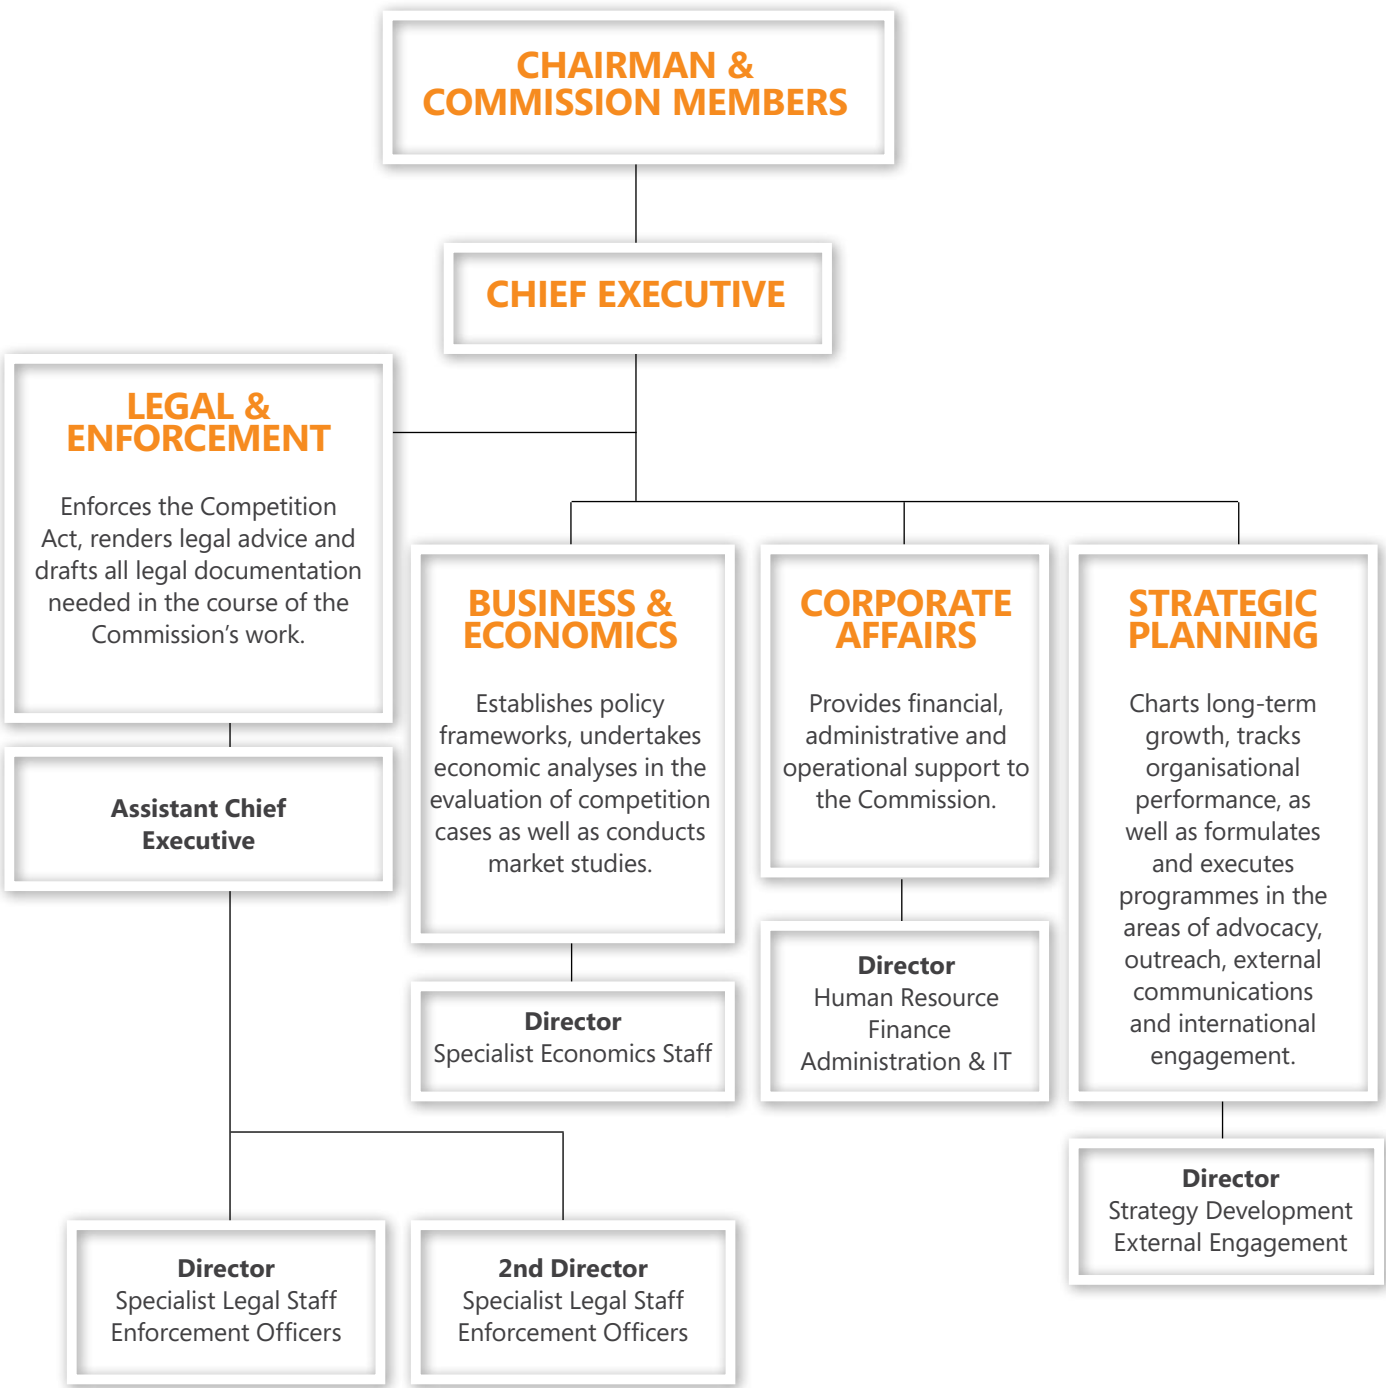 CHAIRMAN &
COMMISSION MEMBERS
CHIEF EXECUTIVE
LEGAL &
ENFORCEMENT
Enforces the Competition
Act, renders legal advice and
drafts all legal documentation
needed in the course of the
Commission’s work.
Assistant Chief
Executive
Director
Specialist Legal Staff
Enforcement Officers
2nd Director
Specialist Legal Staff
Enforcement Officers
BUSINESS &
ECONOMICS
Establishes policy
frameworks, undertakes
economic analyses in the
evaluation of competition
cases as well as conducts
market studies.
Director
Specialist Economics Staff
CORPORATE
AFFAIRS
Provides financial,
administrative and
operational support to
the Commission.
Director
Human Resource
Finance
Administration & IT
STRATEGIC
PLANNING
Charts long-term
growth, tracks
organisational
performance, as
well as formulates
and executes
programmes in the
areas of advocacy,
outreach, external
communications
and international
engagement.
Director
Strategy Development
External Engagement